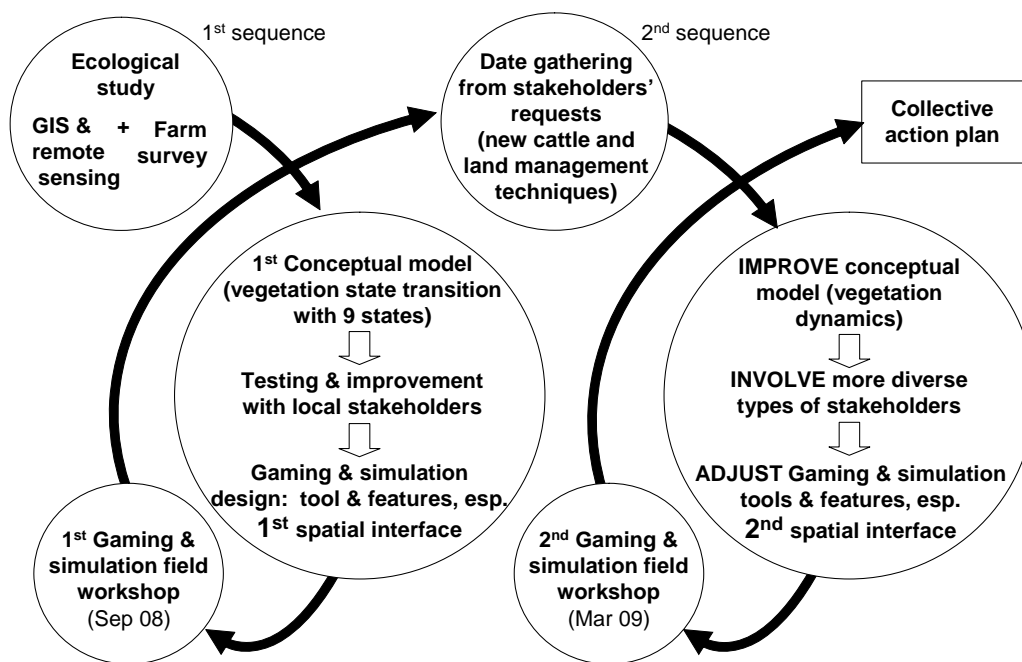 1st sequence
Ecological
study
GIS & + Farm
remote survey
sensing
1st Conceptual model
(vegetation state transition
with 9 states)
Testing & improvement
with local stakeholders
Gaming & simulation
design: tool & features, esp.
1st spatial interface
1st Gaming &
simulation field
workshop
(Sep 08)
2nd sequence
Date gathering
from stakeholders’
requests
(new cattle and
land management
techniques)
IMPROVE conceptual
model (vegetation
dynamics)
INVOLVE more diverse
types of stakeholders
ADJUST Gaming & simulation
tools & features, esp.
2nd spatial interface
2nd Gaming &
simulation field
workshop
(Mar 09)
Collective
action plan